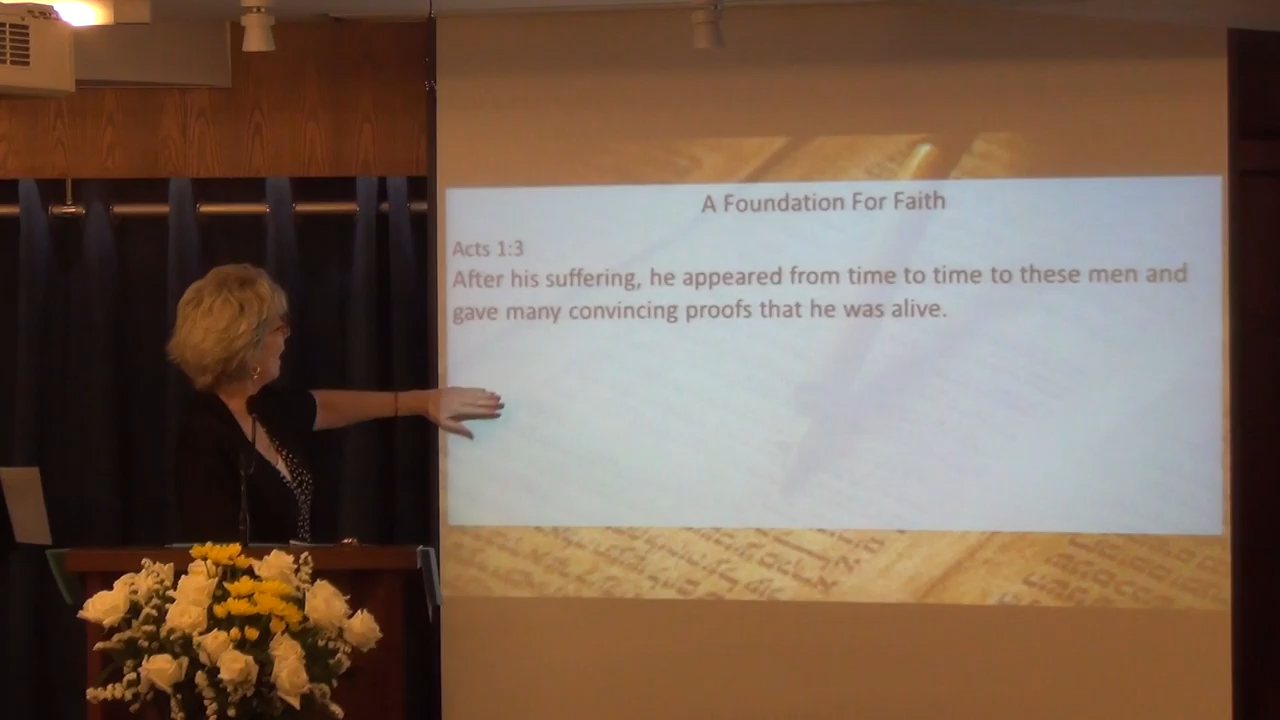 A Foundation For Faith
Acts 1:3
After his suffering, he appeared from time to time to these men and
gave many convincing proofs that he was alive.